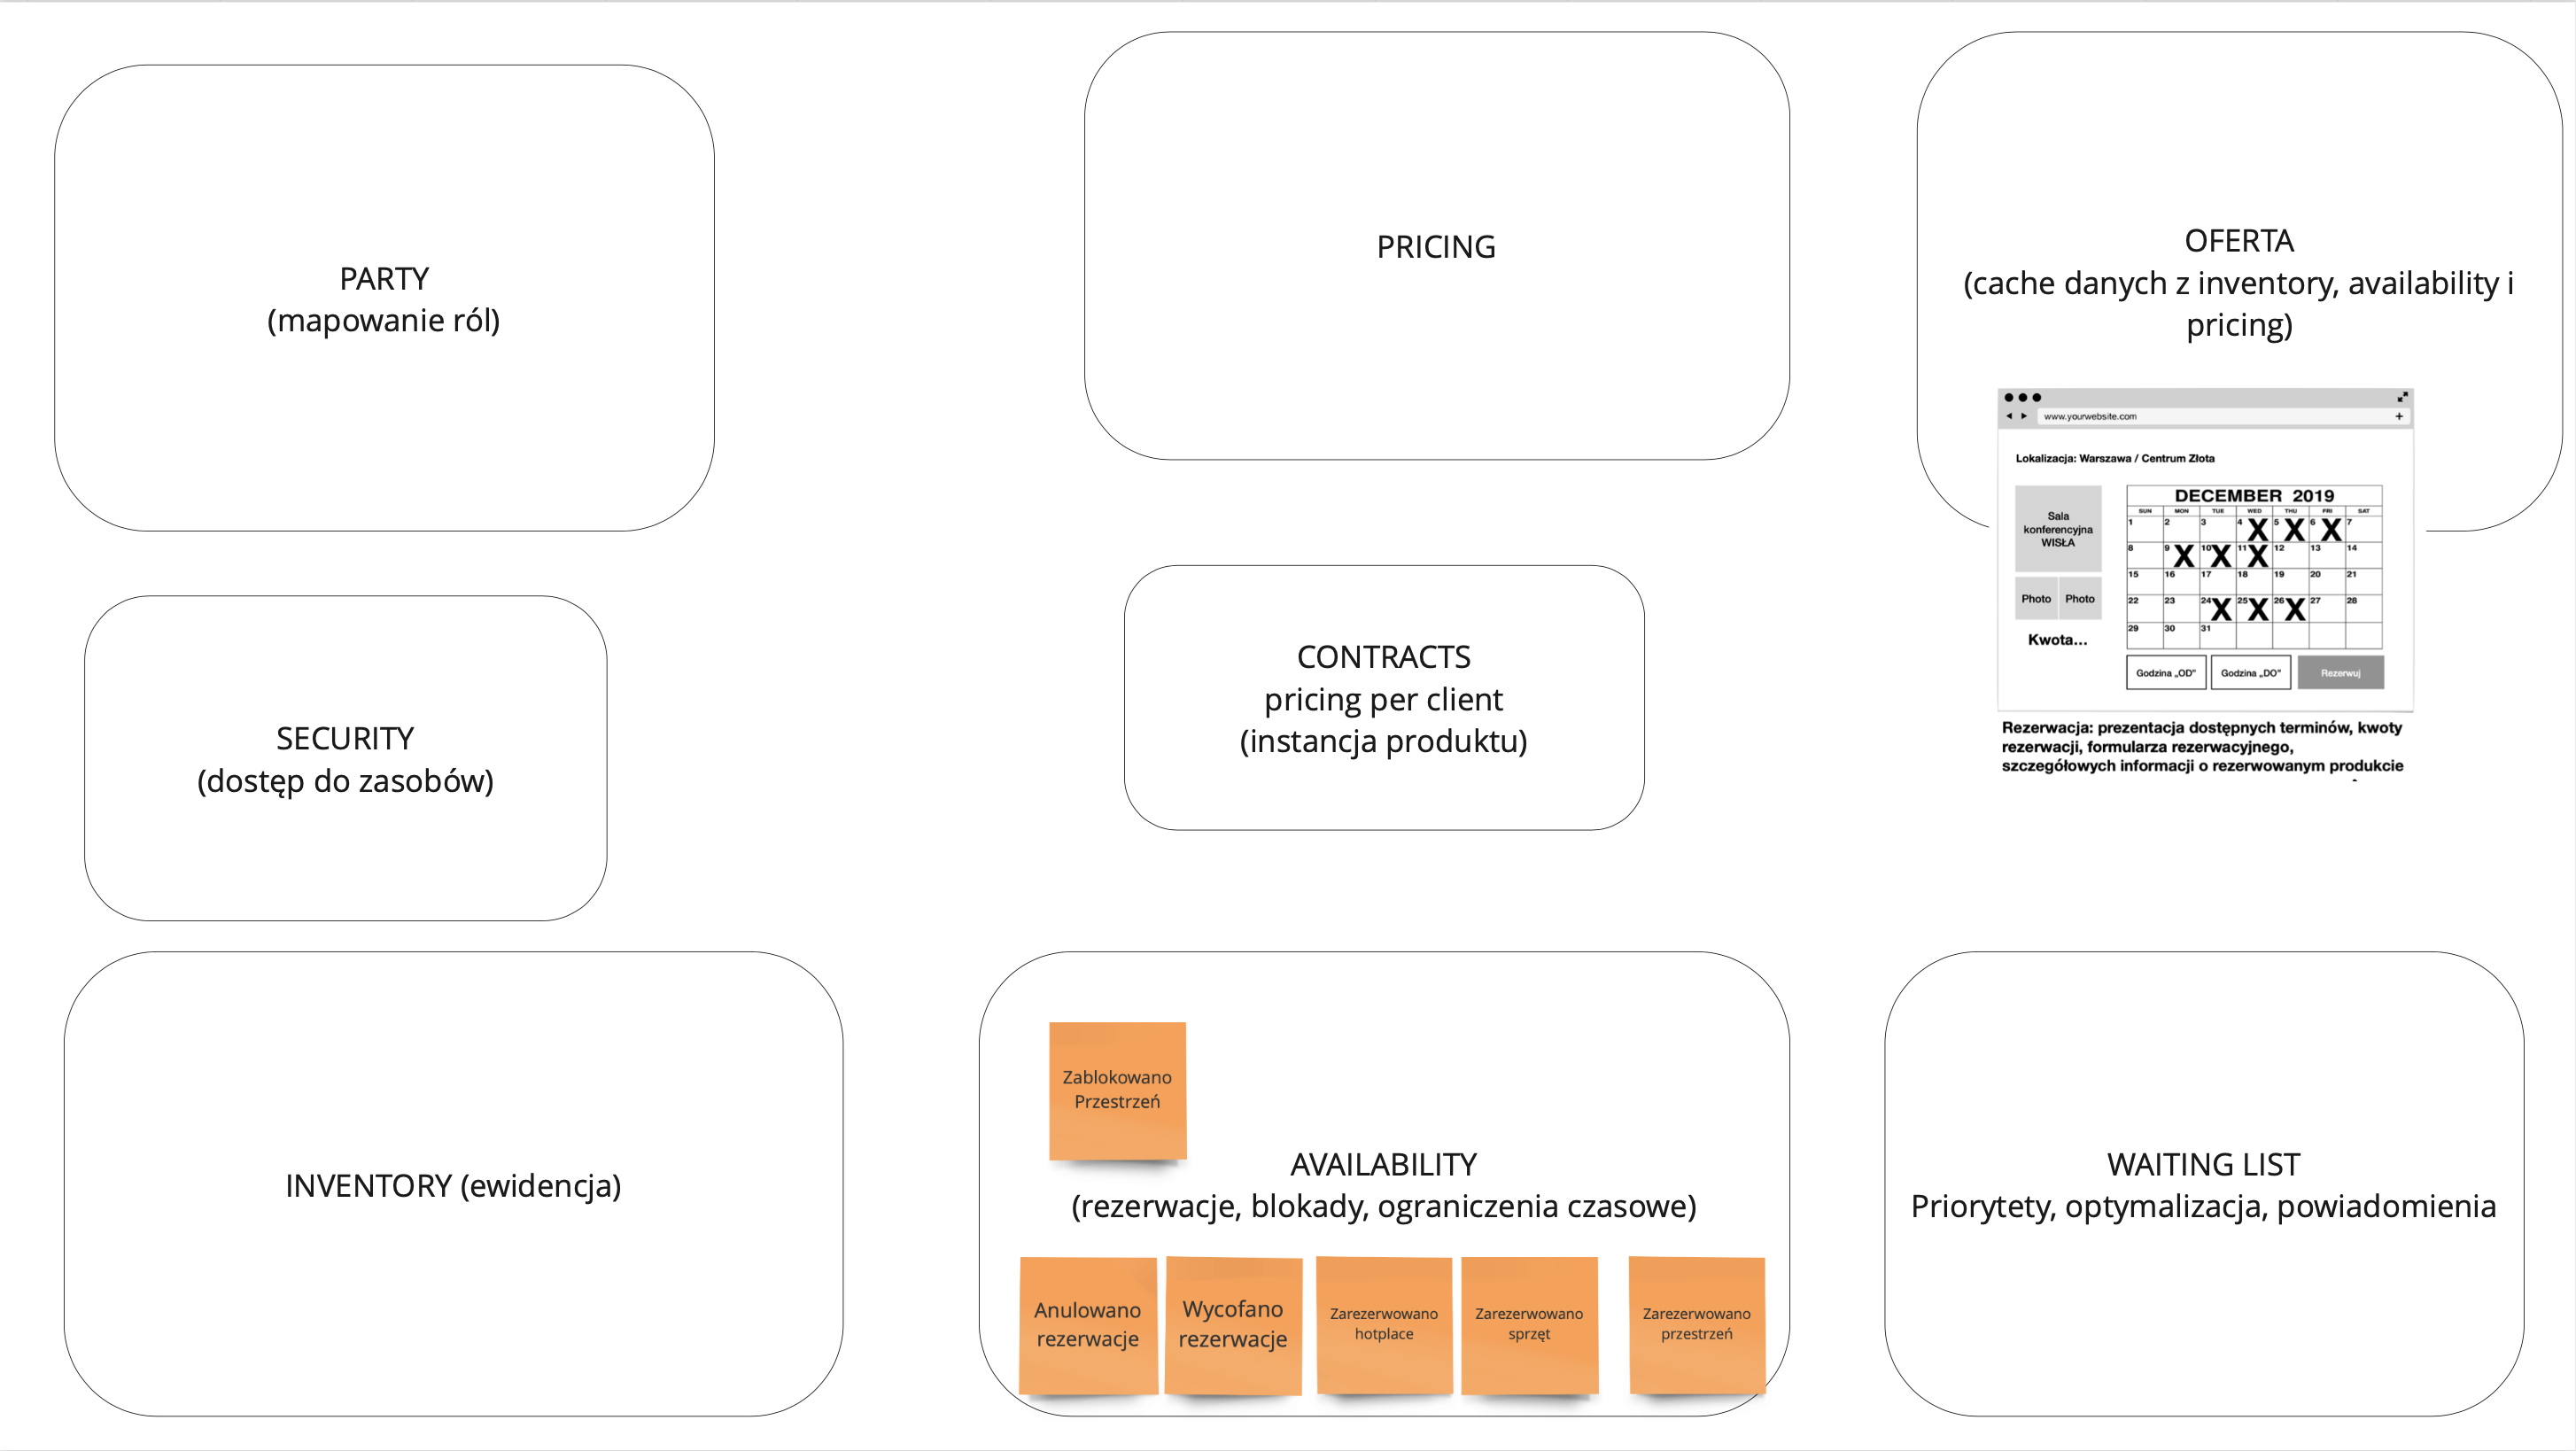 PARTY
(mapowanie ról)
PRICING
OFERTA
(cache danych z inventory, availability i
pricing)
www.yourwebsite.com
+
Lokalizacja: Warszawa / Centrum Złota
Sala
konferencyjna
WISŁA
Photo Photo
Kwota...
DECEMBER 2019
SUN MON TUE WED THU FRI SAT
1 2 3 4 X 5 X 6 X 7
8 9 X 10 X 11 X 12 13 14
15 16 17 18 19 20 21
22 23 24 X 25 X 26 X 27 28
29 30 31
Godzina „OD” Godzina „DO” Rezerwuj
Rezerwacja: prezentacja dostępnych terminów, kwoty
rezerwacji, formularza rezerwacyjnego,
szczegółowych informacji o rezerwowanym produkcie
SECURITY
(dostęp do zasobów)
CONTRACTS
pricing per client
(instancja produktu)
INVENTORY (ewidencja)
Zablokowano
Przestrzeń
AVAILABILITY
(rezerwacje, blokady, ograniczenia czasowe)
Anulowano
rezerwacje
Wycofano
rezerwacje
Zarezerwowano
hotplace
Zarezerwowano
sprzęt
Zarezerwowano
przestrzeń
WAITING LIST
Priorytety, optymalizacja, powiadomienia